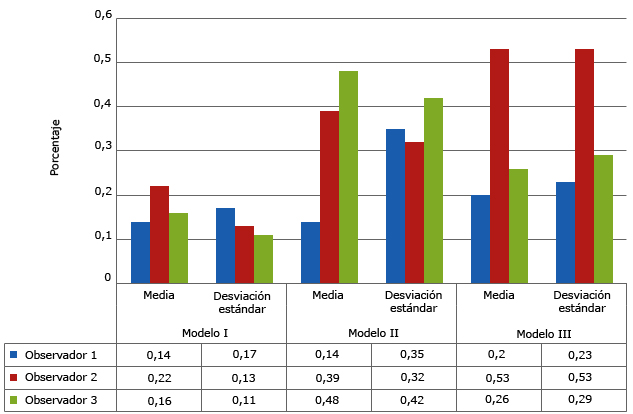 0,6
0,5
0,4
0,3
0,2
0,1
0
Porcentaje
Media Desviación estándar Media Desviación estándar Media Desviación estándar
Modelo I Modelo II Modelo III
Observador 1 0,14 0,17 0,14 0,35 0,2 0,23
Observador 2 0,22 0,13 0,39 0,32 0,53 0,53
Observador 3 0,16 0,11 0,48 0,42 0,26 0,29